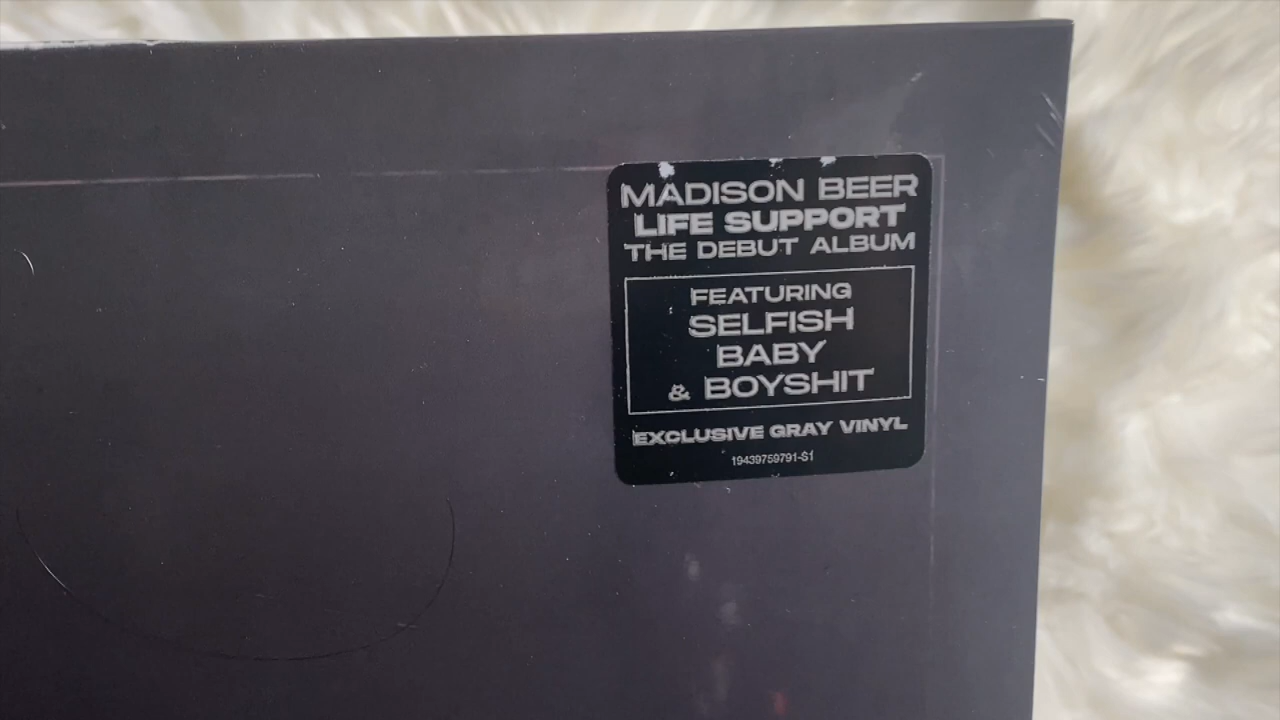 MADISON BEER
LIFE SUPPORT
THE DEBUT ALBUM
FEATURING
SELFISH
BABY
& BOYSHIT
EXCLUSIVE GRAY VINYL
19439759791-S1